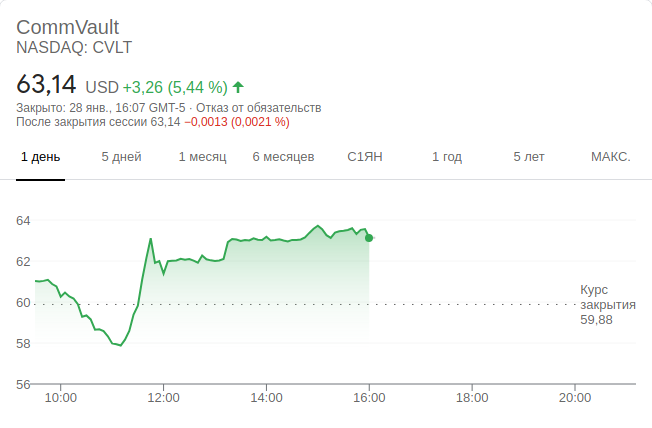 CommVault
NASDAQ: CVLT
63,14 USD +3,26 (5,44 %)
Закрыто: 28 янв., 16:07 GMT-5 · Отказ от обязательств
После закрытия сессии 63,14 −0,0013 (0,0021 %)
1 день 5 дней 1 месяц 6 месяцев С1ЯН 1 год 5 лет МАКС.
64
62
60
58
56
Курс
закрытия
59,88
10:00 12:00 14:00 16:00 18:00 20:00